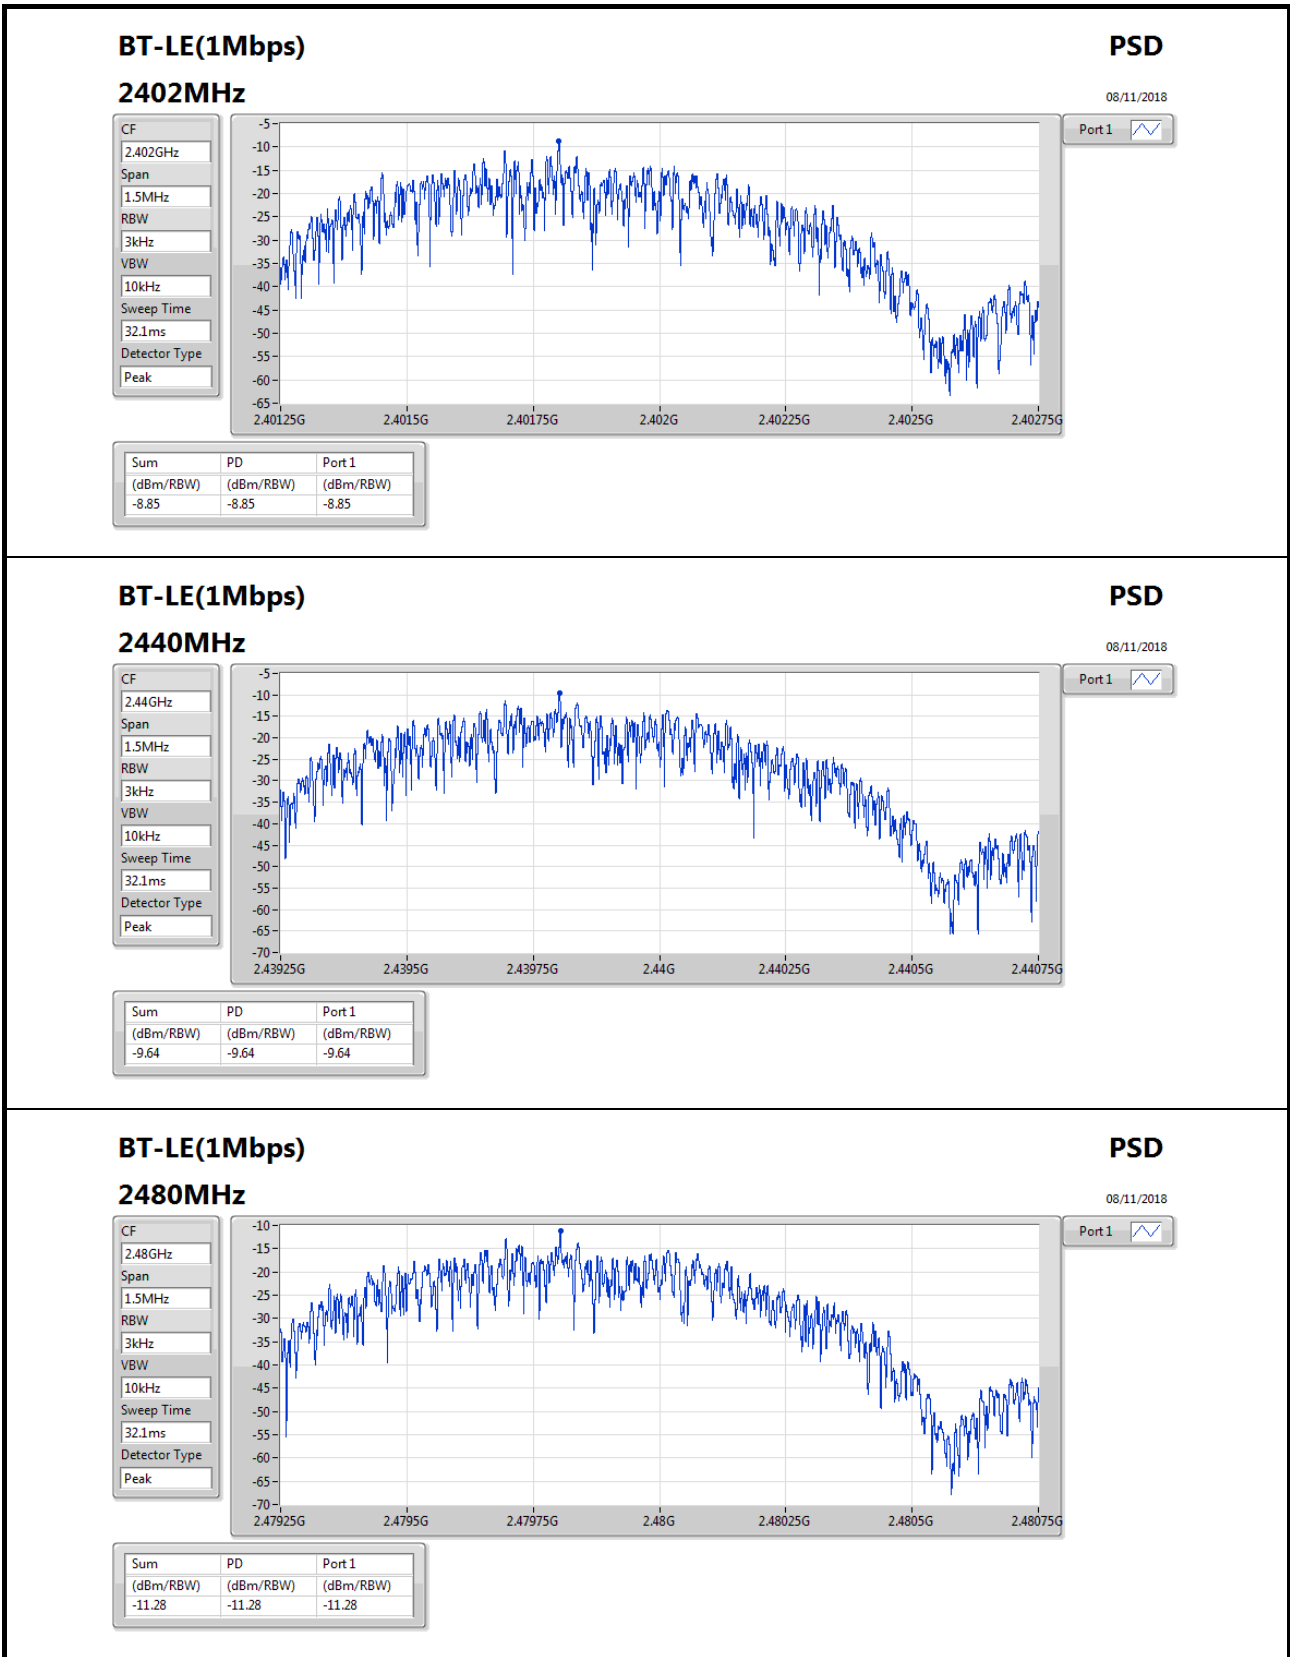 BT-LE(1Mbps) PSD
2402MHz 08/11/2018
CF
2.402GHz
Span
1.5MHz
RBW
3kHz
VBW
10kHz
Sweep Time
32.1ms
Detector Type
Peak
-5
-10
-15
-20
-25
-30
-35
-40
-45
-50
-55
-60
-65
2.40125G 2.4015G 2.40175G 2.402G 2.40225G 2.4025G 2.40275G
Port 1
Sum PD Port 1
(dBm/RBW) (dBm/RBW) (dBm/RBW)
-8.85 -8.85 -8.85
BT-LE(1Mbps) PSD
2440MHz 08/11/2018
CF
2.44GHz
Span
1.5MHz
RBW
3kHz
VBW
10kHz
Sweep Time
32.1ms
Detector Type
Peak
-5
-10
-15
-20
-25
-30
-35
-40
-45
-50
-55
-60
-65
-70
2.43925G 2.4395G 2.43975G 2.44G 2.44025G 2.4405G 2.44075G
Port 1
Sum PD Port 1
(dBm/RBW) (dBm/RBW) (dBm/RBW)
-9.64 -9.64 -9.64
BT-LE(1Mbps) PSD
2480MHz 08/11/2018
CF
2.48GHz
Span
1.5MHz
RBW
3kHz
VBW
10kHz
Sweep Time
32.1ms
Detector Type
Peak
-10
-15
-20
-25
-30
-35
-40
-45
-50
-55
-60
-65
-70
2.47925G 2.4795G 2.47975G 2.48G 2.48025G 2.4805G 2.48075G
Port 1
Sum PD Port 1
(dBm/RBW) (dBm/RBW) (dBm/RBW)
-11.28 -11.28 -11.28